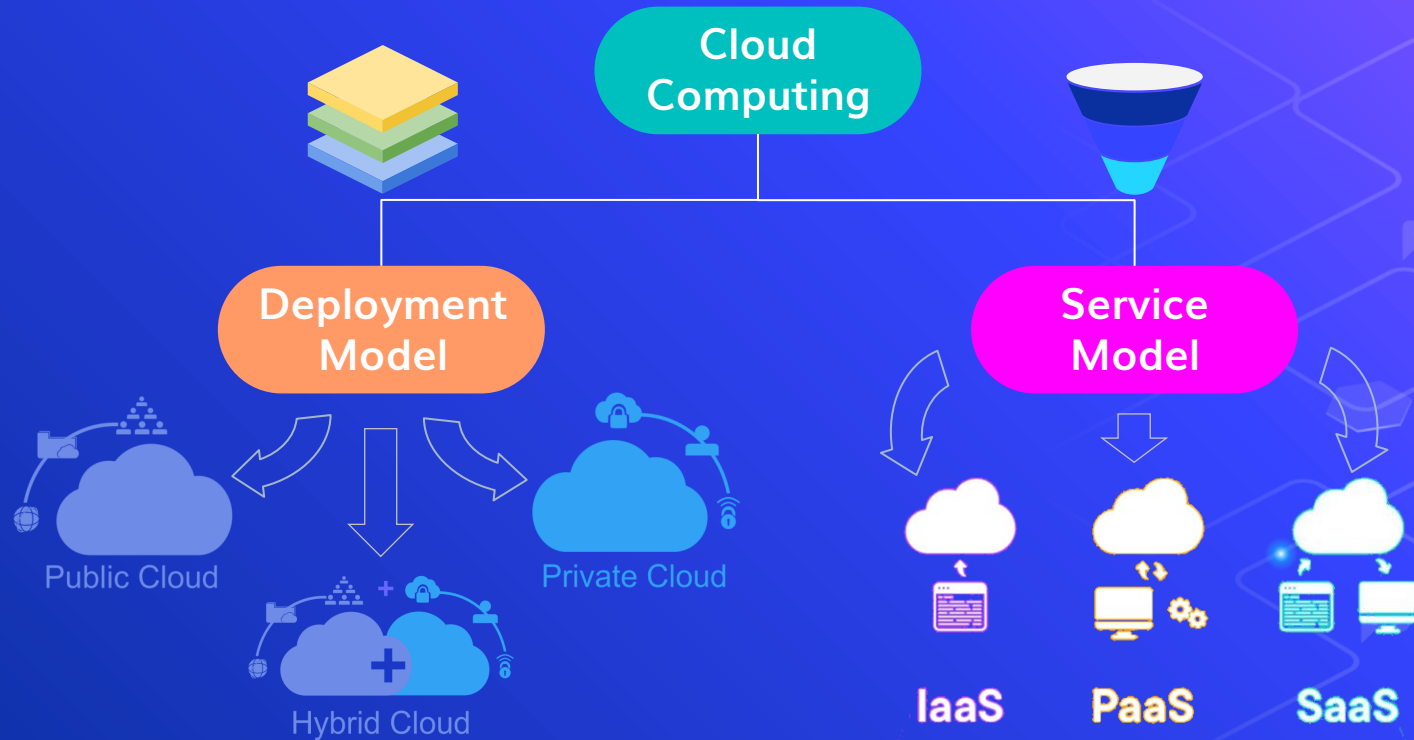 Cloud
Computing
Deployment
Model
Service
Model
Public Cloud
Private Cloud
Hybrid Cloud
IaaS
PaaS
SaaS